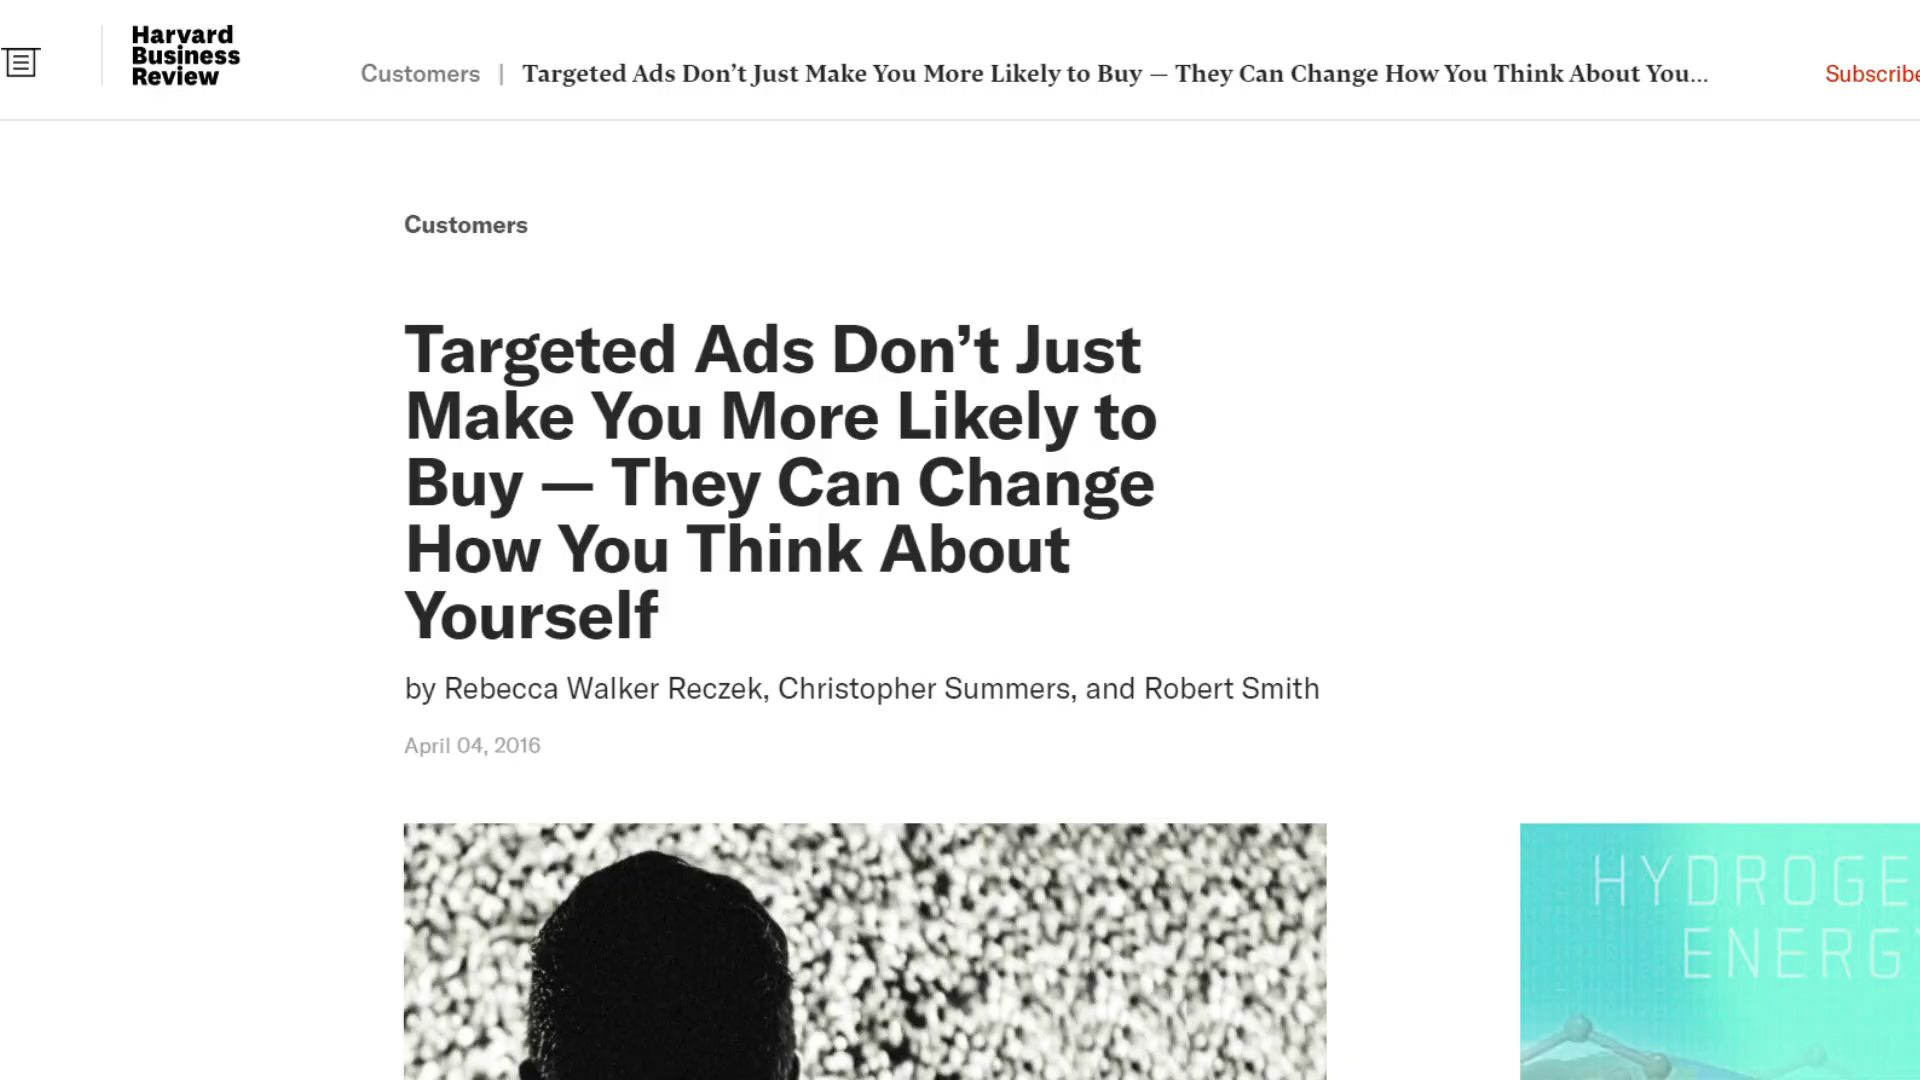 Harvard
Business
Review
Customers | Targeted Ads Don’t Just Make You More Likely to Buy — They Can Change How You Think About You...
Subscribe
Customers
Targeted Ads Don’t Just
Make You More Likely to
Buy — They Can Change
How You Think About
Yourself
by Rebecca Walker Reczek, Christopher Summers, and Robert Smith
April 04, 2016
HYDROGE
ENERGY